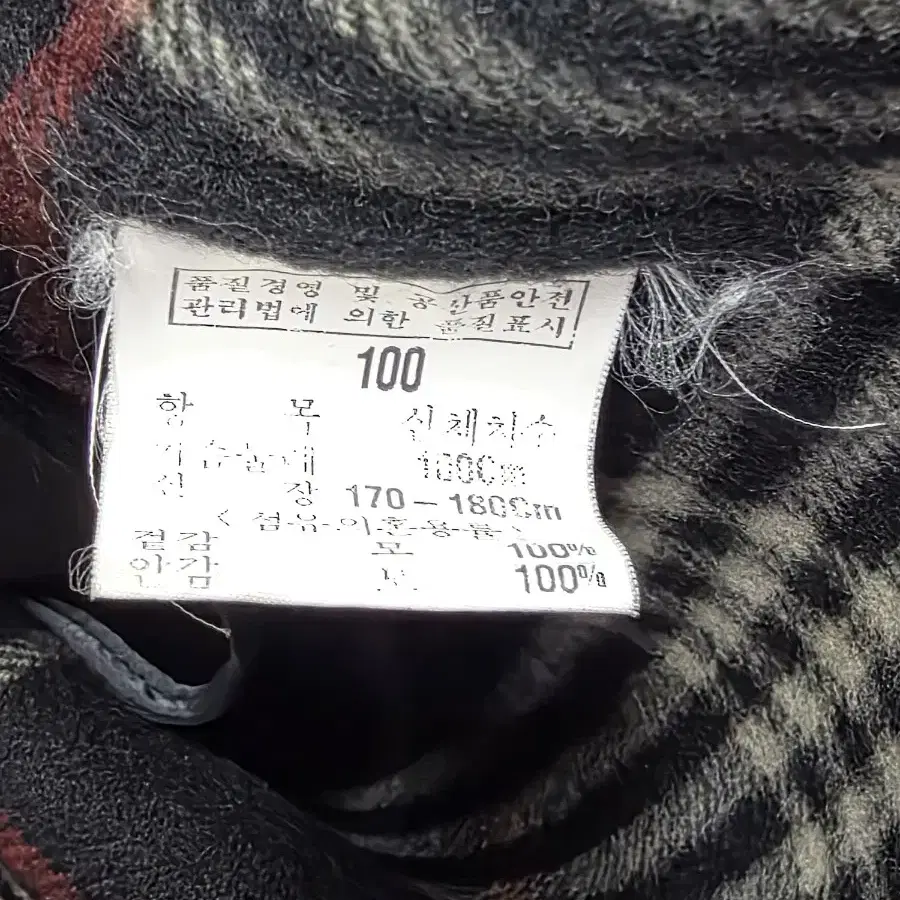 품질경영 및 공산품안전
관리법에 의한 품질표시
100
항 목 신체치수
가슴둘레 100Cm
신 장 170-180Cm
<섬유의혼용률>
겉감 모 100%
안감 100%